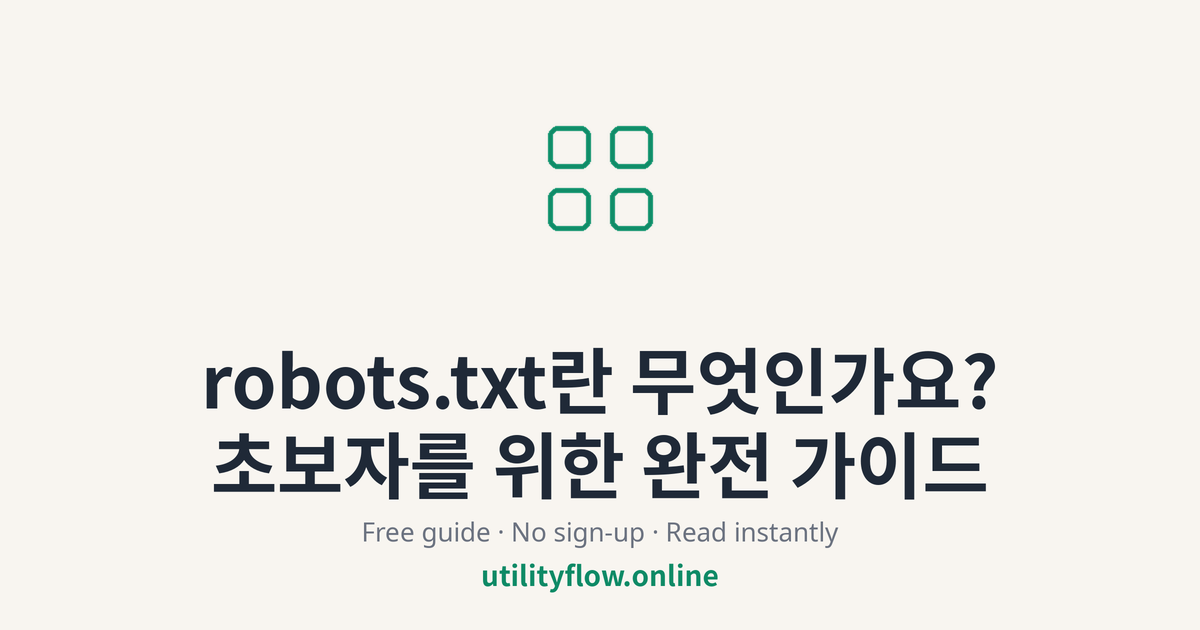 robots.txt란 무엇인가요?
초보자를 위한 완전 가이드
Free guide · No sign-up · Read instantly
utilityflow.online